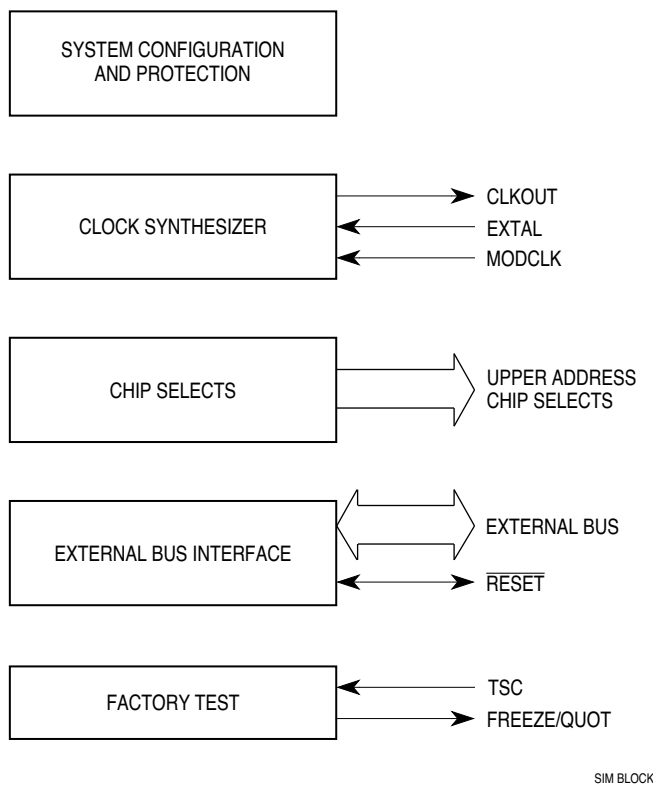 SYSTEM CONFIGURATION
AND PROTECTION
CLOCK SYNTHESIZER
CLKOUT
EXTAL
MODCLK
CHIP SELECTS
UPPER ADDRESS
CHIP SELECTS
EXTERNAL BUS INTERFACE
EXTERNAL BUS
RESET
FACTORY TEST
TSC
FREEZE/QUOT
SIM BLOCK